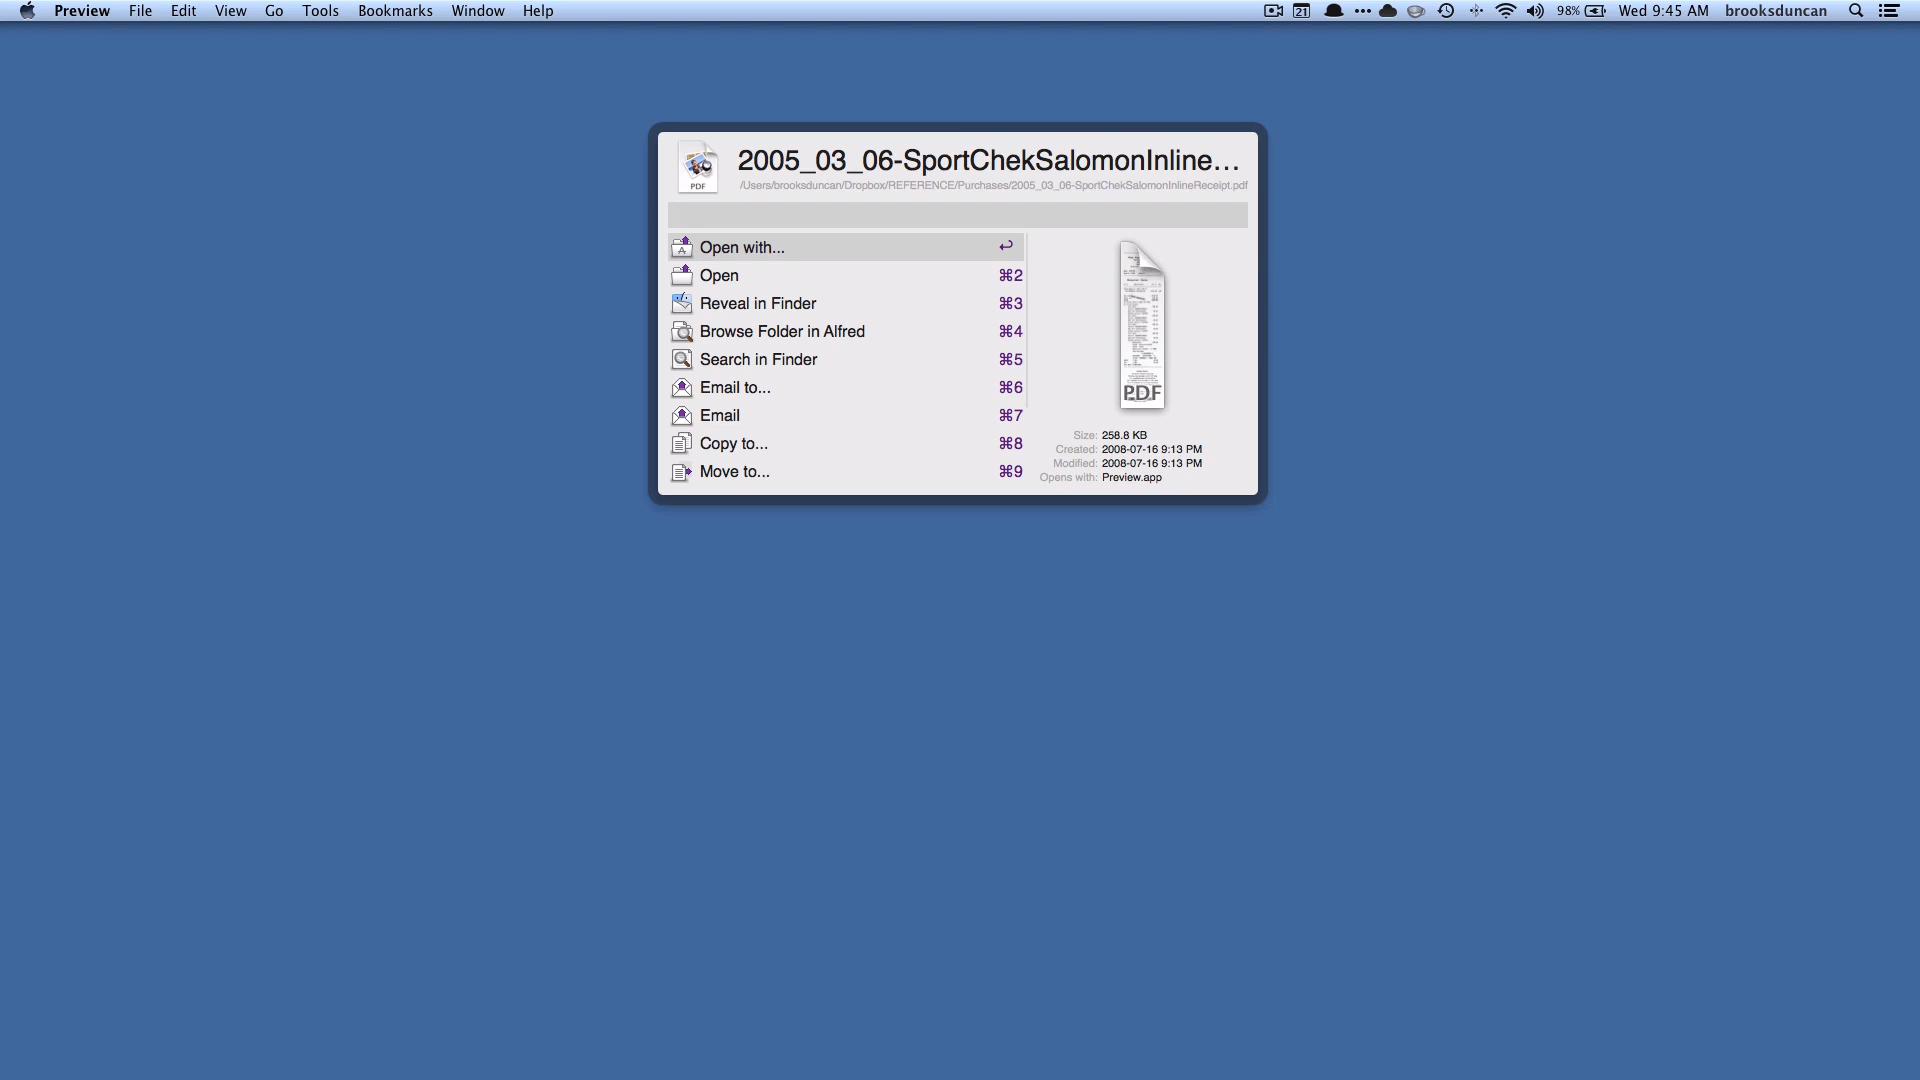 Preview File Edit View Go Tools Bookmarks Window Help 21 98% Wed 9:45 AM brooksduncan
2005_03_06-SportChekSalomonInline...
PDF
/Users/brooksduncan/Dropbox/REFERENCE/Purchases/2005_03_06-SportChekSalomonInlineReceipt.pdf
Open with... ↩
Open ⌘2
Reveal in Finder ⌘3
Browse Folder in Alfred ⌘4
Search in Finder ⌘5
Email to... ⌘6
Email ⌘7
Copy to... ⌘8
Move to... ⌘9
PDF
Size: 258.8 KB
Created: 2008-07-16 9:13 PM
Modified: 2008-07-16 9:13 PM
Opens with: Preview.app